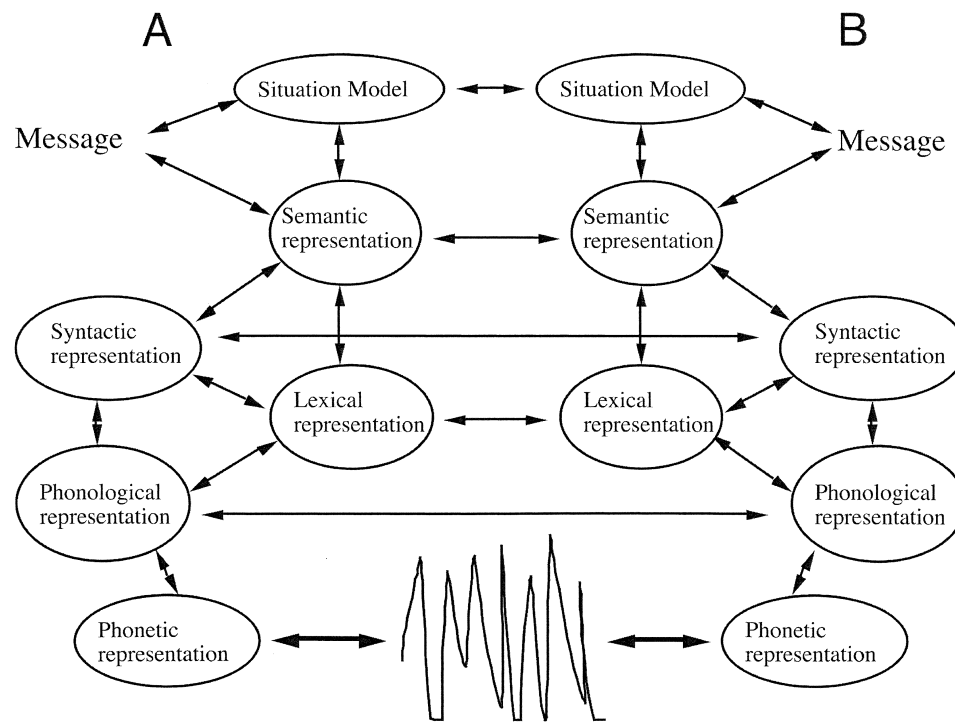 A
B
Situation Model
Situation Model
Message
Message
Semantic
representation
Semantic
representation
Syntactic
representation
Syntactic
representation
Lexical
representation
Lexical
representation
Phonological
representation
Phonological
representation
Phonetic
representation
Phonetic
representation